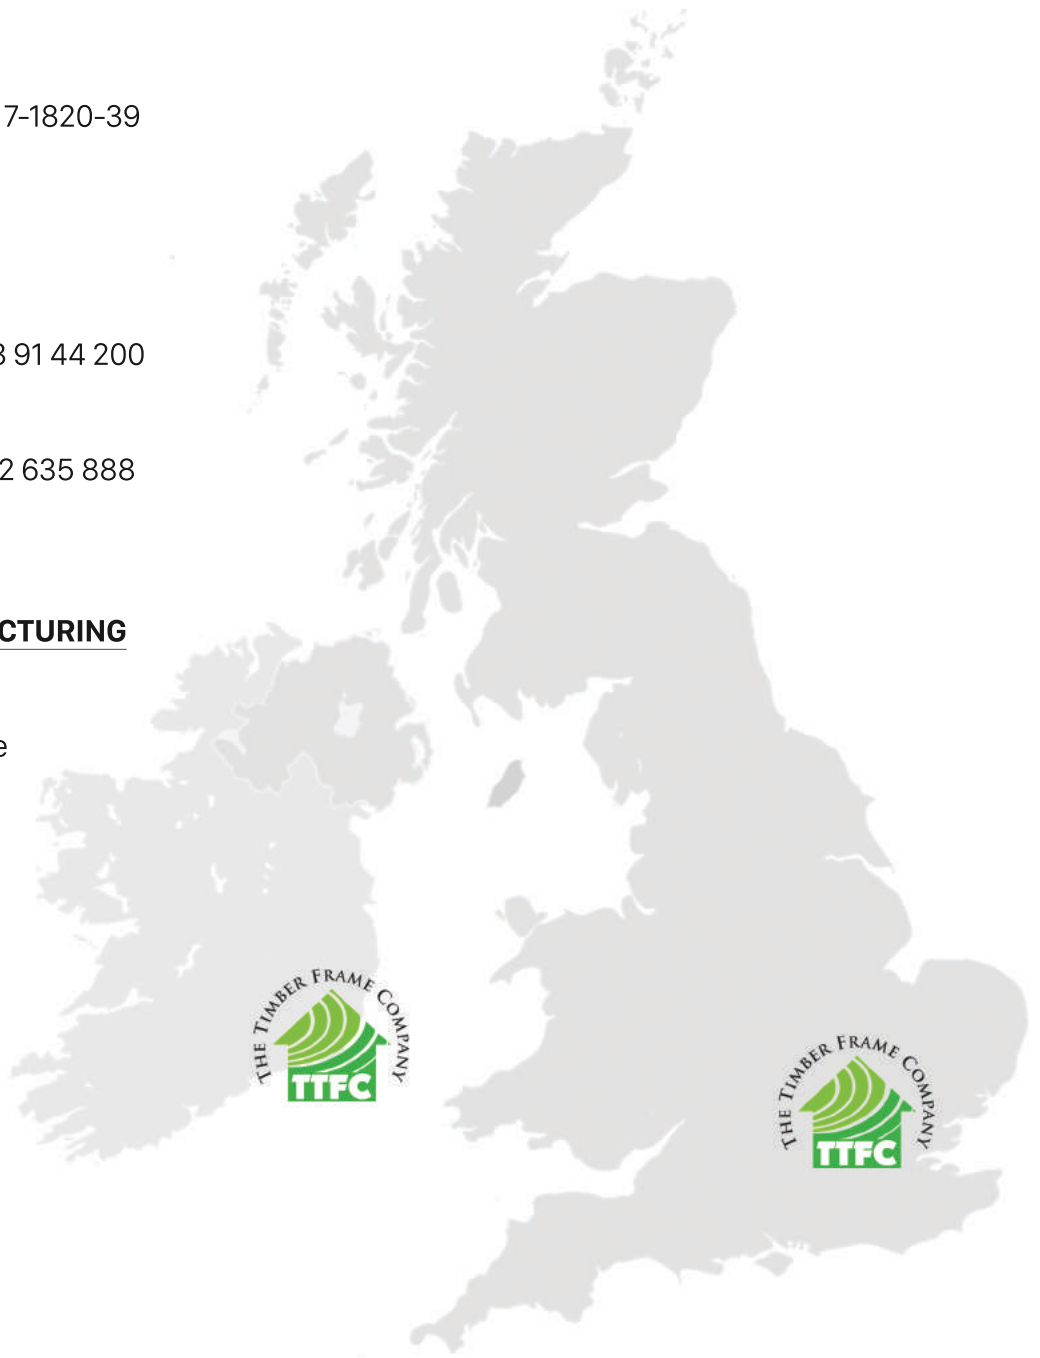 7-1820-39
91 44 200
2 635 888
CTURING
e
THE TIMBER FRAME COMPANY
TTFC
THE TIMBER FRAME COMPANY
TTFC